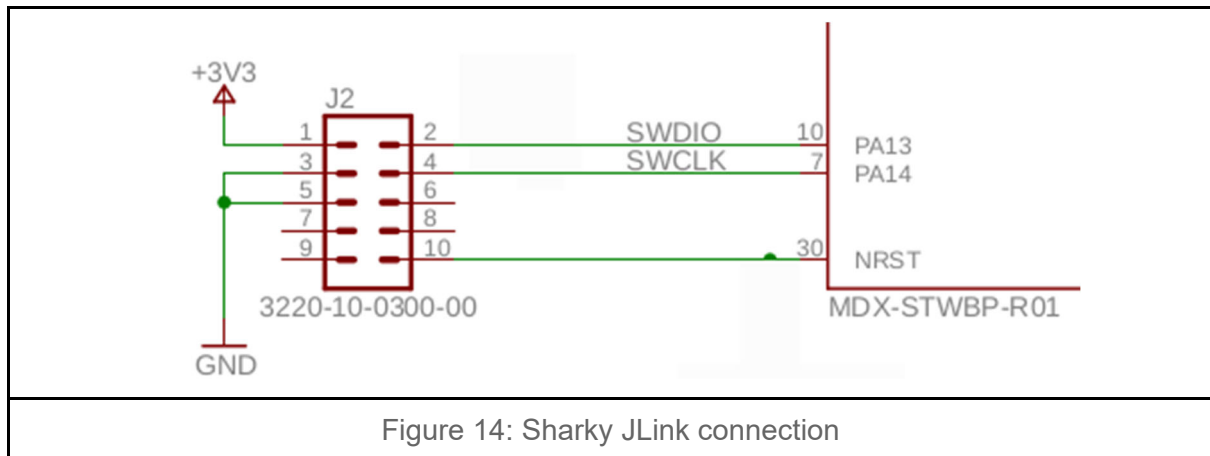 +3V3
J2
1 2 SWDIO 10 PA13
3 4 SWCLK 7 PA14
5 6
7 8
9 10 30 NRST
3220-10-0300-00 MDX-STWBP-R01
GND
Figure 14: Sharky JLink connection